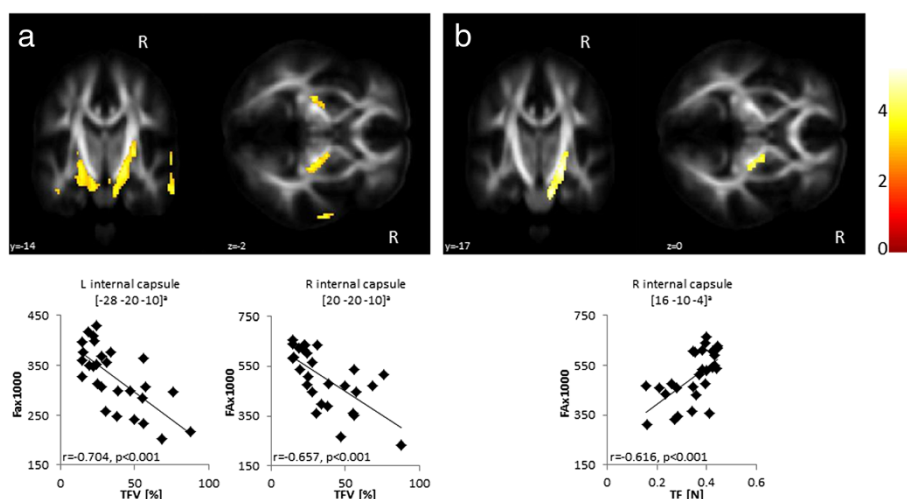 a
R
y=-14
z=-2
R
b
R
y=-17
z=0
R
4
2
0
L internal capsule
[-28 -20 -10]ª
Fax1000
450
350
250
150
r=-0.704, p<0.001
0
50
100
TFV [%]
R internal capsule
[20 -20 -10]ª
FAx1000
750
550
350
150
r=-0.657, p<0.001
0
50
100
TFV [%]
R internal capsule
[16 -10 -4]ª
FAx1000
750
550
350
150
r=-0.616, p<0.001
0
0.2
0.4
0.6
TF [N]